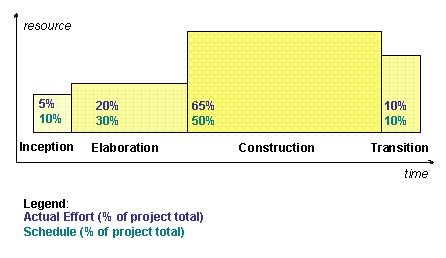 resource
5% 20% 65% 10%
10% 30% 50% 10%
Inception Elaboration Construction Transition
time
Legend:
Actual Effort (% of project total)
Schedule (% of project total)